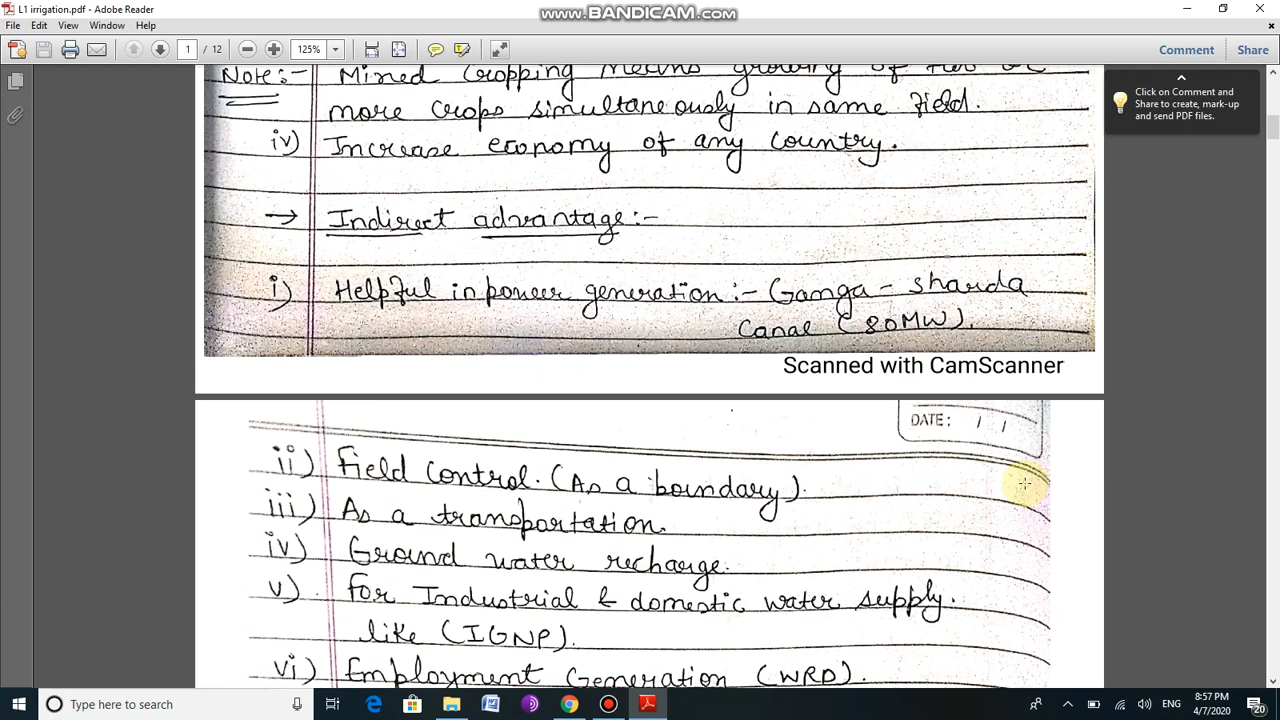 L1 irrigation.pdf - Adobe Reader
www.BANDICAM.com
File Edit View Window Help
1 / 12 125% Comment Share
Click on Comment and
Share to create, mark-up
and send PDF files.
Note:- Mixed cropping means growing of two or
more crops simultaneously in same field.
iv) Increase economy of any country.
→ Indirect advantage:-
i) Helpful in power generation:- Ganga - sharda
Canal (80MW).
Scanned with CamScanner
DATE: / /
ii) field control. (As a boundary).
iii) As a transportation.
iv) Ground water recharge.
v) for Industrial & domestic water supply.
like (IGNP).
vi) Employment Generation (WRD).
Type here to search
ENG
8:57 PM
4/7/2020
20